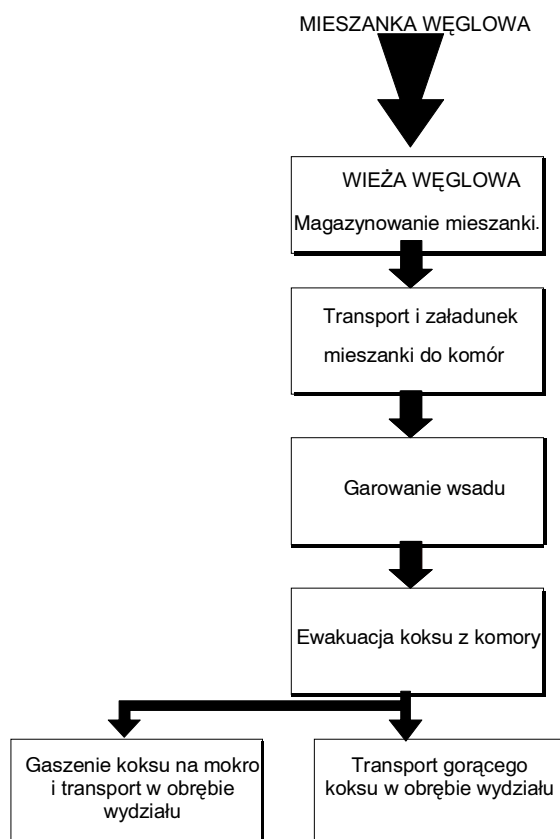 MIESZANKA WĘGLOWA
WIEŻA WĘGLOWA
Magazynowanie mieszanki.
Transport i załadunek
mieszanki do komór
Garowanie wsadu
Ewakuacja koksu z komory
Gaszenie koksu na mokro
i transport w obrębie
wydziału
Transport gorącego
koksu w obrębie wydziału